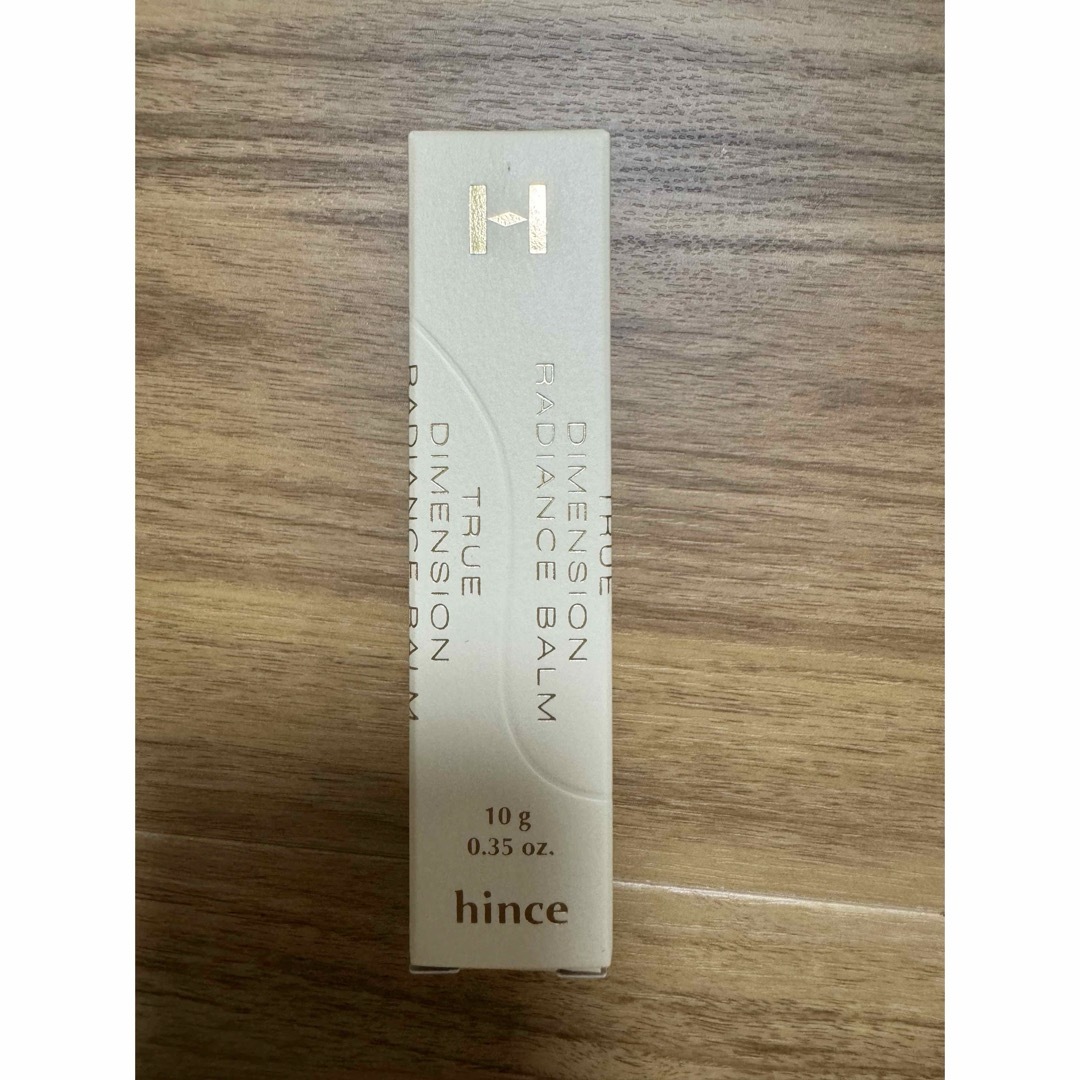 H
TRUE
DIMENSION
RADIANCE BALM
TRUE
DIMENSION
RADIANCE BALM
10 g
0.35 oz.
hince